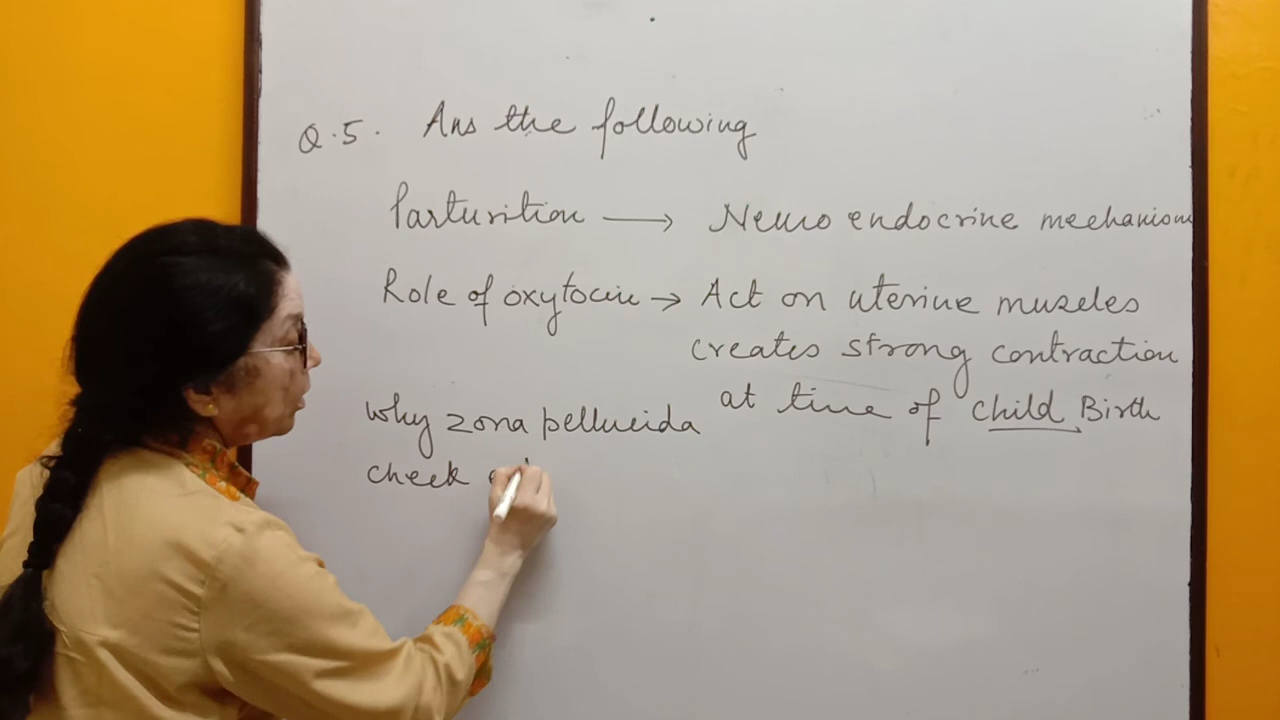 Q.5. Ans the following
Parturition → Neuro endocrine mechanism
Role of oxytocin → Act on uterine muscles
creates strong contraction
at time of child Birth
why zona pellucida
check